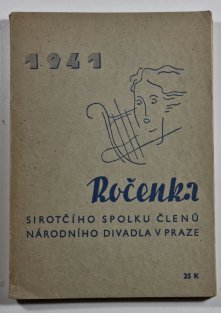 1941
Ročenka
SIROTČÍHO SPOLKU ČLENŮ
NÁRODNÍHO DIVADLA V PRAZE
25 K